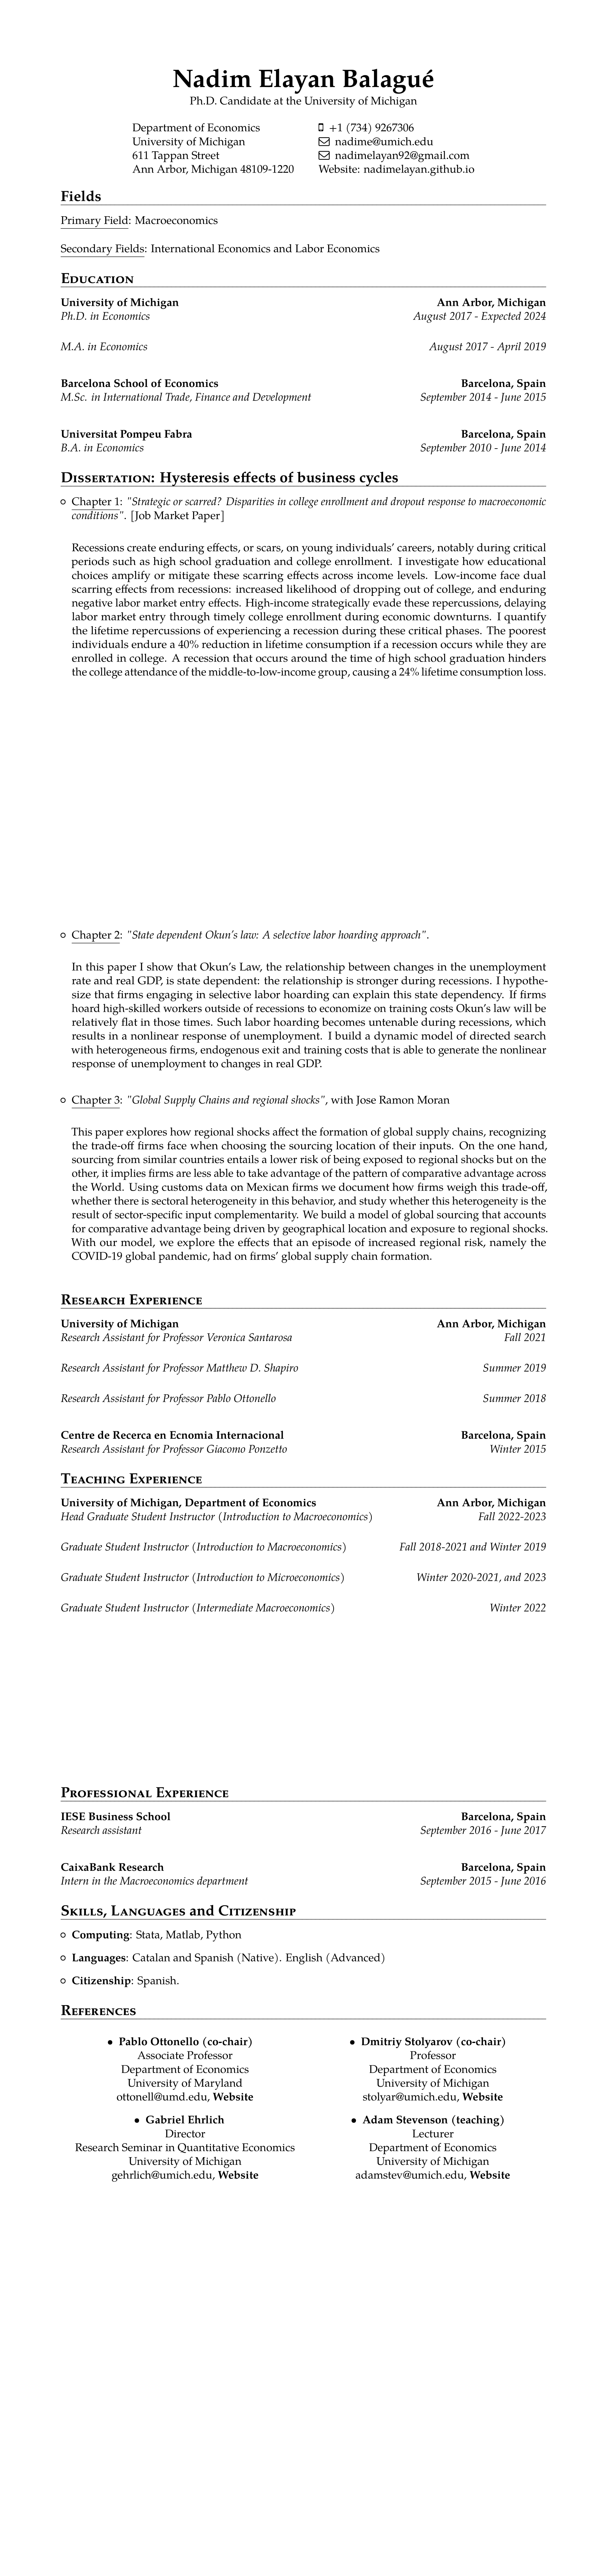 Nadim Elayan Balagué
Ph.D. Candidate at the University of Michigan
Department of Economics
University of Michigan
611 Tappan Street
Ann Arbor, Michigan 48109-1220
+1 (734) 9267306
nadime@umich.edu
nadimelayan92@gmail.com
Website: nadimelayan.github.io
Fields
Primary Field: Macroeconomics
Secondary Fields: International Economics and Labor Economics
Education
University of Michigan Ann Arbor, Michigan
Ph.D. in Economics August 2017 - Expected 2024
M.A. in Economics August 2017 - April 2019
Barcelona School of Economics Barcelona, Spain
M.Sc. in International Trade, Finance and Development September 2014 - June 2015
Universitat Pompeu Fabra Barcelona, Spain
B.A. in Economics September 2010 - June 2014
Dissertation: Hysteresis effects of business cycles
Chapter 1: "Strategic or scarred? Disparities in college enrollment and dropout response to macroeconomic
conditions". [Job Market Paper]
Recessions create enduring effects, or scars, on young individuals' careers, notably during critical
periods such as high school graduation and college enrollment. I investigate how educational
choices amplify or mitigate these scarring effects across income levels. Low-income face dual
scarring effects from recessions: increased likelihood of dropping out of college, and enduring
negative labor market entry effects. High-income strategically evade these repercussions, delaying
labor market entry through timely college enrollment during economic downturns. I quantify
the lifetime repercussions of experiencing a recession during these critical phases. The poorest
individuals endure a 40% reduction in lifetime consumption if a recession occurs while they are
enrolled in college. A recession that occurs around the time of high school graduation hinders
the college attendance of the middle-to-low-income group, causing a 24% lifetime consumption loss.
Chapter 2: "State dependent Okun's law: A selective labor hoarding approach".
In this paper I show that Okun's Law, the relationship between changes in the unemployment
rate and real GDP, is state dependent: the relationship is stronger during recessions. I hypothe-
size that firms engaging in selective labor hoarding can explain this state dependency. If firms
hoard high-skilled workers outside of recessions to economize on training costs Okun's law will be
relatively flat in those times. Such labor hoarding becomes untenable during recessions, which
results in a nonlinear response of unemployment. I build a dynamic model of directed search
with heterogeneous firms, endogenous exit and training costs that is able to generate the nonlinear
response of unemployment to changes in real GDP.
Chapter 3: "Global Supply Chains and regional shocks", with Jose Ramon Moran
This paper explores how regional shocks affect the formation of global supply chains, recognizing
the trade-off firms face when choosing the sourcing location of their inputs. On the one hand,
sourcing from similar countries entails a lower risk of being exposed to regional shocks but on the
other, it implies firms are less able to take advantage of the pattern of comparative advantage across
the World. Using customs data on Mexican firms we document how firms weigh this trade-off,
whether there is sectoral heterogeneity in this behavior, and study whether this heterogeneity is the
result of sector-specific input complementarity. We build a model of global sourcing that accounts
for comparative advantage being driven by geographical location and exposure to regional shocks.
With our model, we explore the effects that an episode of increased regional risk, namely the
COVID-19 global pandemic, had on firms' global supply chain formation.
Research Experience
University of Michigan Ann Arbor, Michigan
Research Assistant for Professor Veronica Santarosa Fall 2021
Research Assistant for Professor Matthew D. Shapiro Summer 2019
Research Assistant for Professor Pablo Ottonello Summer 2018
Centre de Recerca en Ecnomia Internacional Barcelona, Spain
Research Assistant for Professor Giacomo Ponzetto Winter 2015
Teaching Experience
University of Michigan, Department of Economics Ann Arbor, Michigan
Head Graduate Student Instructor (Introduction to Macroeconomics) Fall 2022-2023
Graduate Student Instructor (Introduction to Macroeconomics) Fall 2018-2021 and Winter 2019
Graduate Student Instructor (Introduction to Microeconomics) Winter 2020-2021, and 2023
Graduate Student Instructor (Intermediate Macroeconomics) Winter 2022
Professional Experience
IESE Business School Barcelona, Spain
Research assistant September 2016 - June 2017
CaixaBank Research Barcelona, Spain
Intern in the Macroeconomics department September 2015 - June 2016
Skills, Languages and Citizenship
Computing: Stata, Matlab, Python
Languages: Catalan and Spanish (Native). English (Advanced)
Citizenship: Spanish.
References
• Pablo Ottonello (co-chair)
Associate Professor
Department of Economics
University of Maryland
ottonell@umd.edu, Website
• Dmitriy Stolyarov (co-chair)
Professor
Department of Economics
University of Michigan
stolyar@umich.edu, Website
• Gabriel Ehrlich
Director
Research Seminar in Quantitative Economics
University of Michigan
gehrlich@umich.edu, Website
• Adam Stevenson (teaching)
Lecturer
Department of Economics
University of Michigan
adamstev@umich.edu, Website